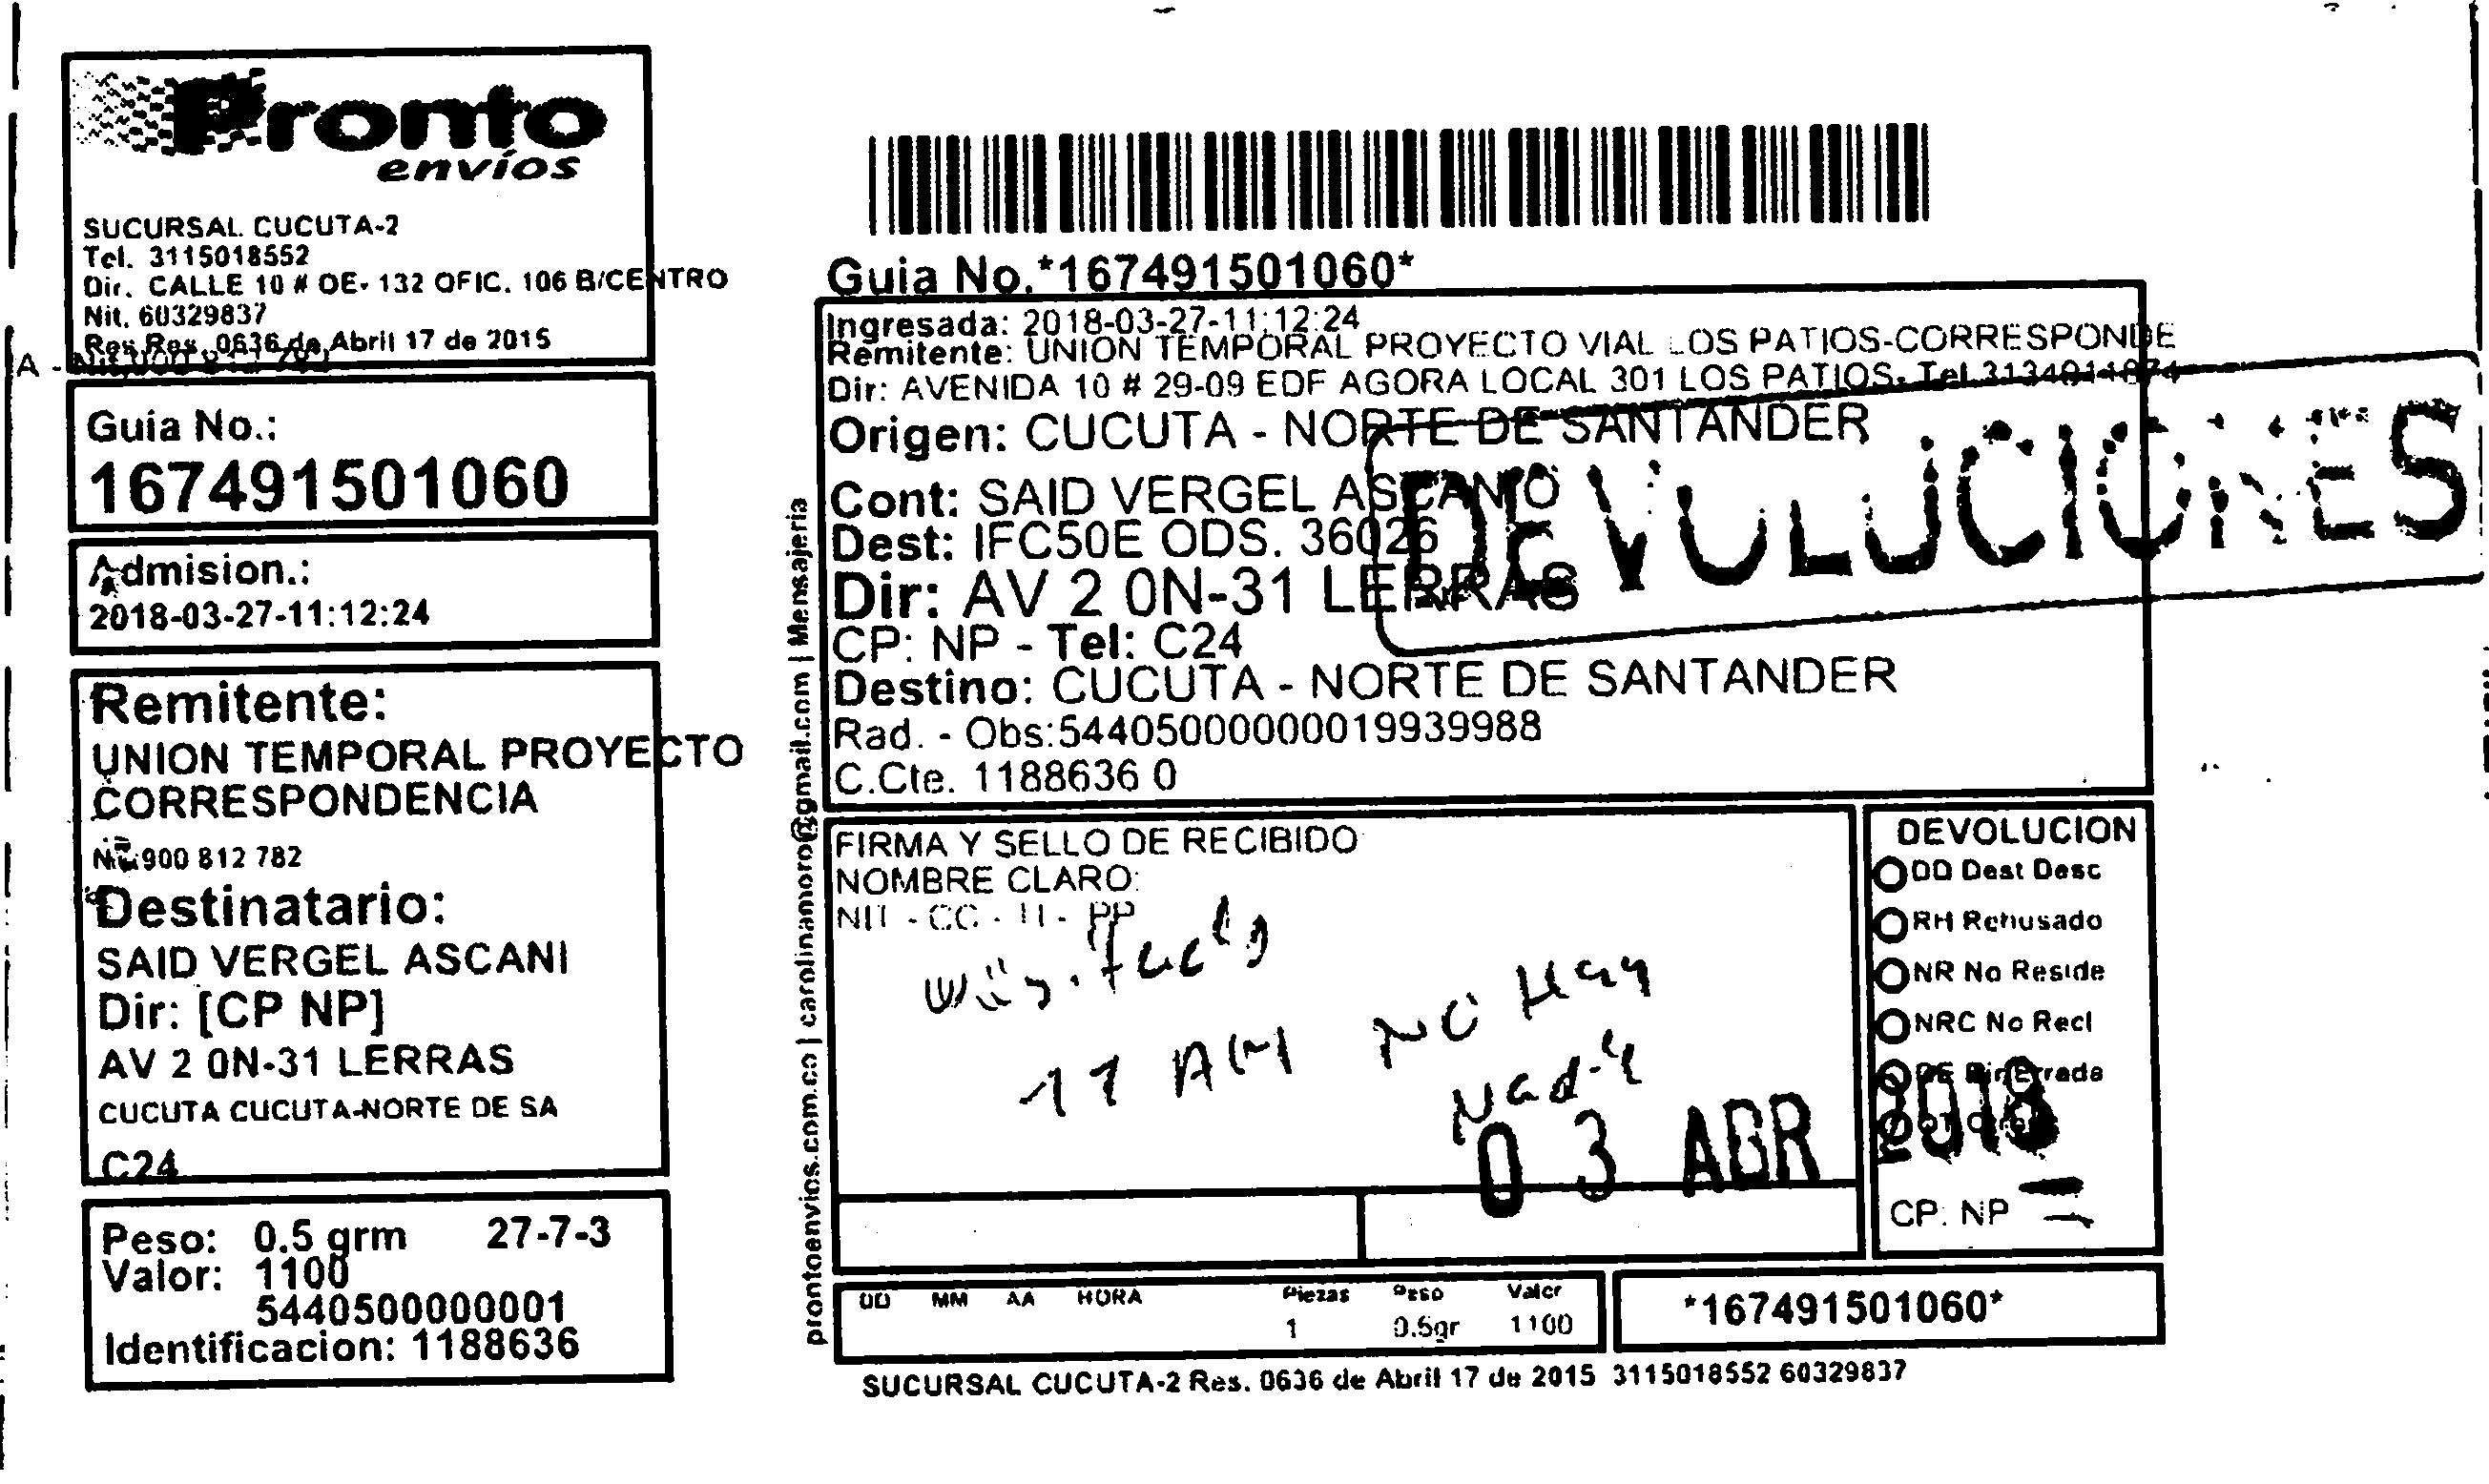 Pronto
envíos
SUCURSAL CUCUTA-2
Tel. 3115018552
Dir. CALLE 10 # OE- 132 OFIC. 106 B/CENTRO
Nit. 60329837
Res Res. 0636 de Abril 17 de 2015
A -
Guia No.:
167491501060
Admision.:
2018-03-27-11:12:24
Remitente:
UNION TEMPORAL PROYECTO
CORRESPONDENCIA
900 812 782
Destinatario:
SAID VERGEL ASCANI
Dir: [CP NP]
AV 2 0N-31 LERRAS
CUCUTA CUCUTA-NORTE DE SA
C24
Peso: 0.5 grm 27-7-3
Valor: 1100
5440500000001
Identificacion: 1188636
prontoenvios.com.co | carolinamoro@gmail.com | Mensajeria
Guia No.*167491501060*
Ingresada: 2018-03-27-11:12:24
Remitente: UNION TEMPORAL PROYECTO VIAL LOS PATIOS-CORRESPONDE
Dir: AVENIDA 10 # 29-09 EDF AGORA LOCAL 301 LOS PATIOS- Tel.3134911874
Origen: CUCUTA - NORTE DE SANTANDER
Cont: SAID VERGEL ASCANIO
Dest: IFC50E ODS. 36026
Dir: AV 2 0N-31 LERRAS
CP: NP - Tel: C24
Destino: CUCUTA - NORTE DE SANTANDER
Rad. - Obs:544050000000019939988
C.Cte. 1188636 0
DEVOLUCIONES
FIRMA Y SELLO DE RECIBIDO
NOMBRE CLARO:
NIT - CC - TI - PP
11 AM NO Hay
Nad-4
03 ABR 2018
DEVOLUCION
DD Dest Desc
RH Rehusado
NR No Reside
NRC No Recl
DE Dir Errada
CP: NP
DD MM AA HORA Piezas Peso Valor
1 0.5gr 1100
*167491501060*
SUCURSAL CUCUTA-2 Res. 0636 de Abril 17 de 2015 3115018552 60329837